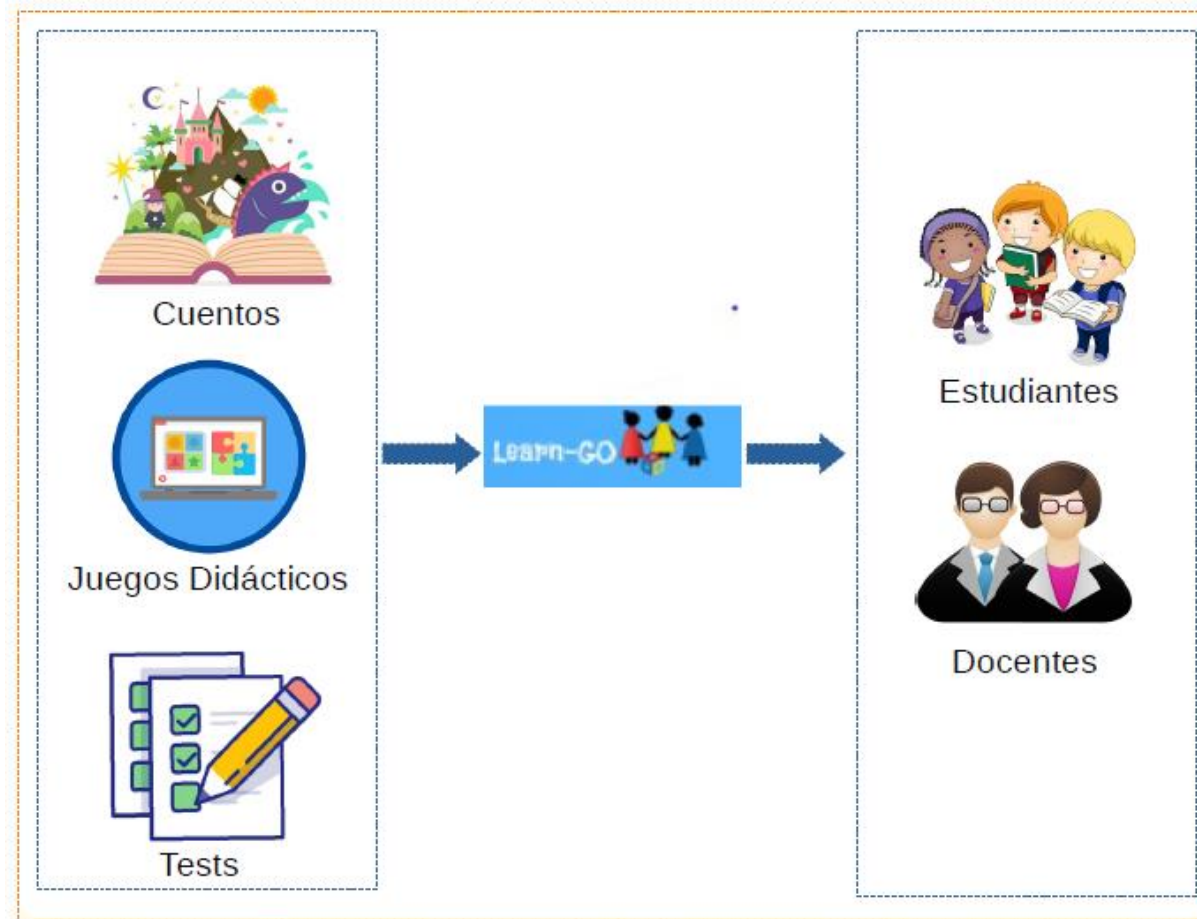 Cuentos
Juegos Didácticos
Tests
Learn-GO
Estudiantes
Docentes